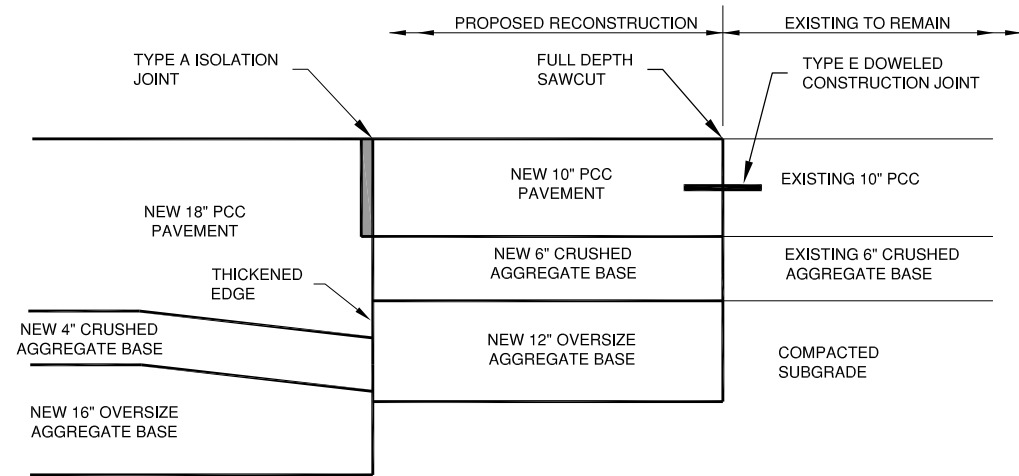 PROPOSED RECONSTRUCTION
EXISTING TO REMAIN
TYPE A ISOLATION
JOINT
FULL DEPTH
SAWCUT
TYPE E DOWELED
CONSTRUCTION JOINT
NEW 18" PCC
PAVEMENT
NEW 10" PCC
PAVEMENT
EXISTING 10" PCC
THICKENED
EDGE
NEW 6" CRUSHED
AGGREGATE BASE
EXISTING 6" CRUSHED
AGGREGATE BASE
NEW 4" CRUSHED
AGGREGATE BASE
NEW 12" OVERSIZE
AGGREGATE BASE
COMPACTED
SUBGRADE
NEW 16" OVERSIZE
AGGREGATE BASE